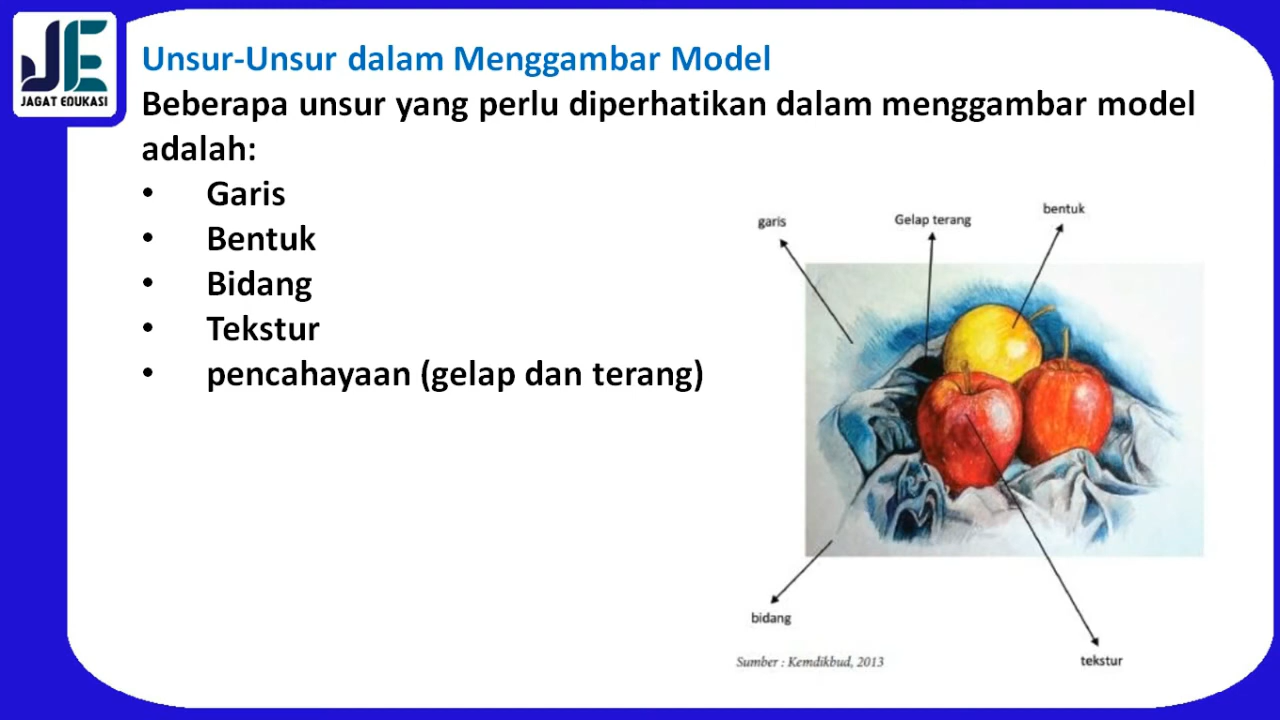 JE
JAGAT EDUKASI
Unsur-Unsur dalam Menggambar Model
Beberapa unsur yang perlu diperhatikan dalam menggambar model
adalah:
• Garis
• Bentuk
• Bidang
• Tekstur
• pencahayaan (gelap dan terang)
garis
Gelap terang
bentuk
bidang
tekstur
Sumber : Kemdikbud, 2013